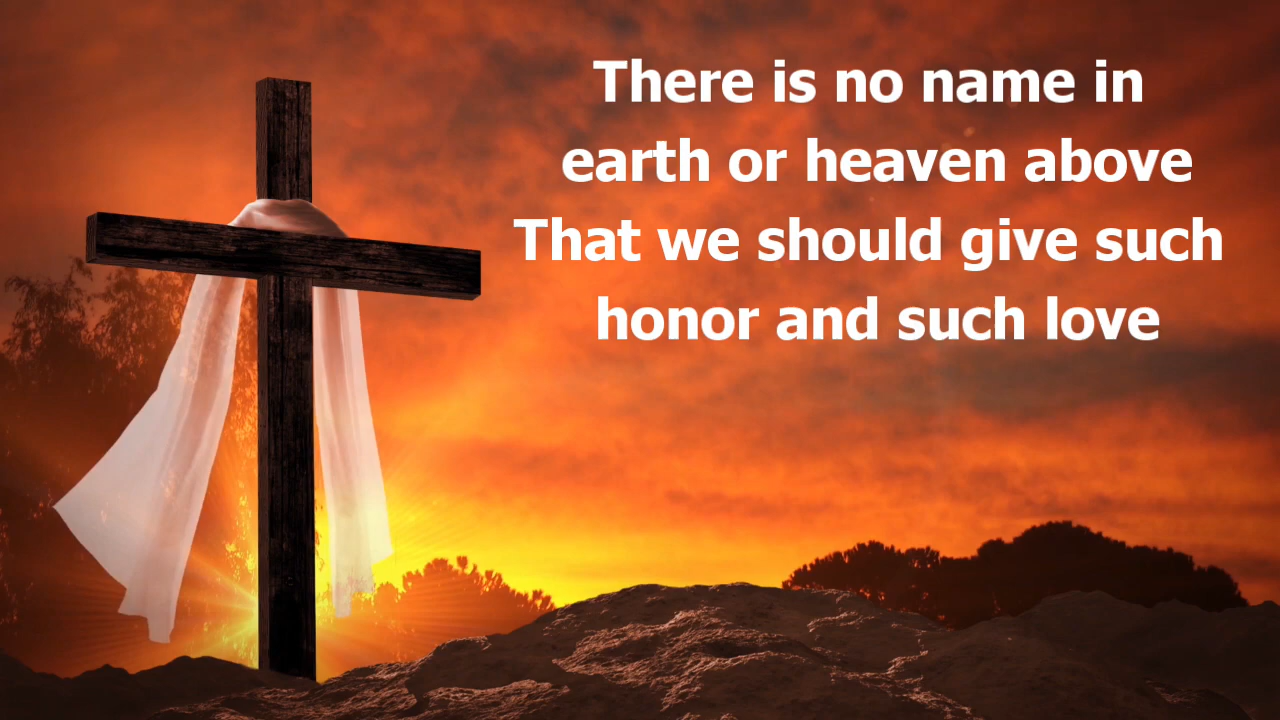 There is no name in
earth or heaven above
That we should give such
honor and such love